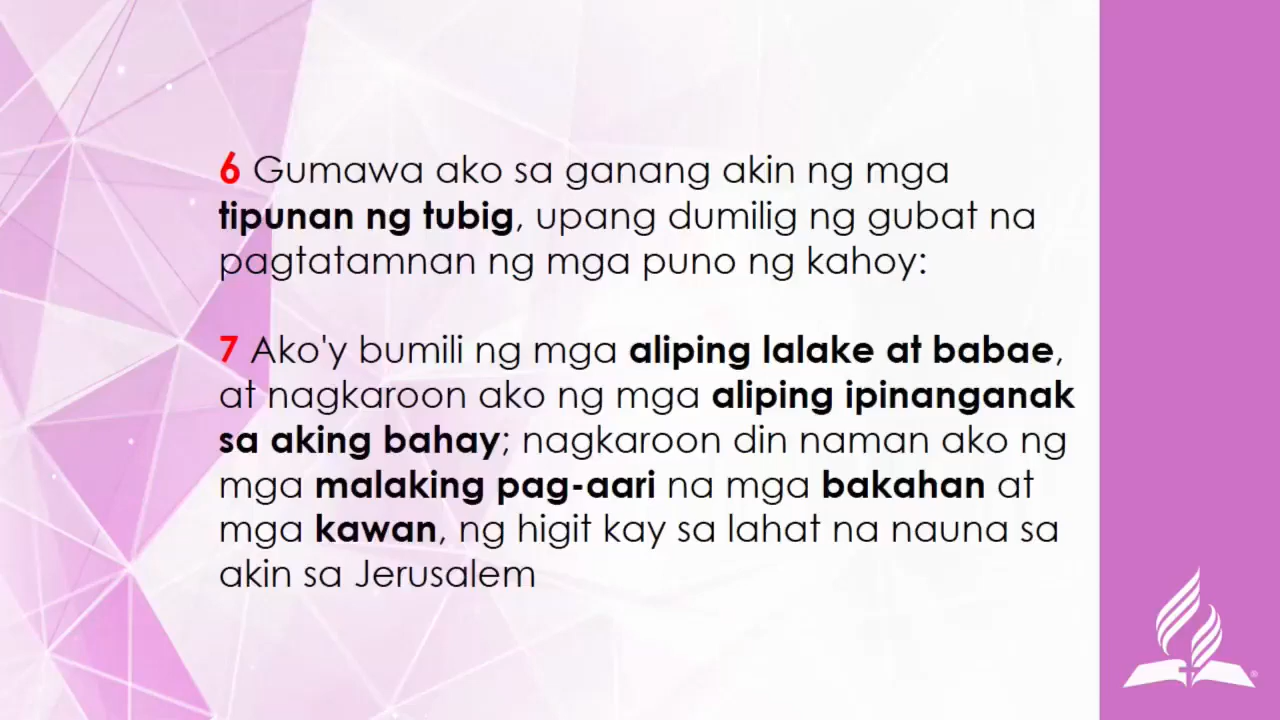 6 Gumawa ako sa ganang akin ng mga
tipunan ng tubig, upang dumilig ng gubat na
pagtatamnan ng mga puno ng kahoy:
7 Ako'y bumili ng mga aliping lalake at babae,
at nagkaroon ako ng mga aliping ipinanganak
sa aking bahay; nagkaroon din naman ako ng
mga malaking pag-aari na mga bakahan at
mga kawan, ng higit kay sa lahat na nauna sa
akin sa Jerusalem
®